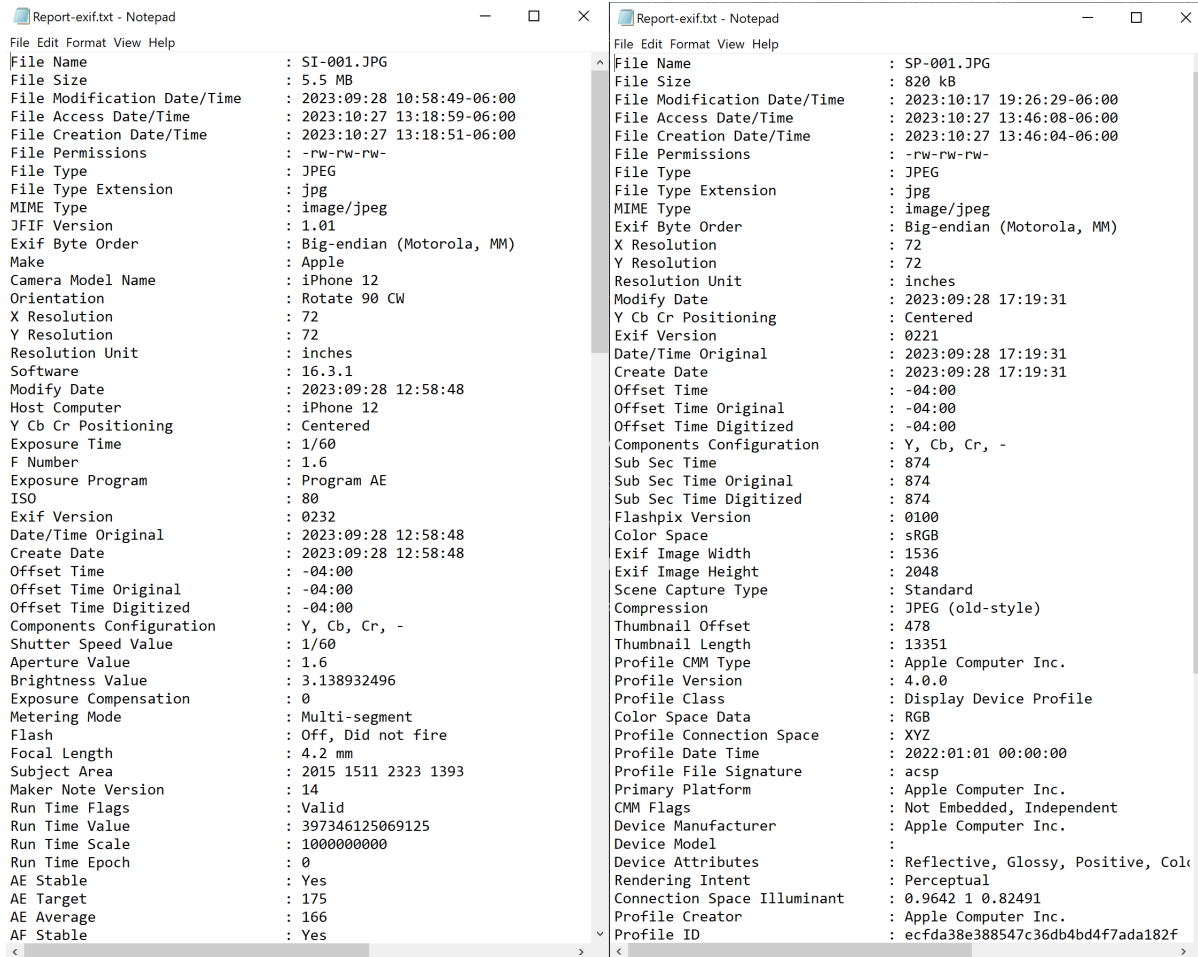 Report-exif.txt - Notepad
File Edit Format View Help
File Name : SI-001.JPG
File Size : 5.5 MB
File Modification Date/Time : 2023:09:28 10:58:49-06:00
File Access Date/Time : 2023:10:27 13:18:59-06:00
File Creation Date/Time : 2023:10:27 13:18:51-06:00
File Permissions : -rw-rw-rw-
File Type : JPEG
File Type Extension : jpg
MIME Type : image/jpeg
JFIF Version : 1.01
Exif Byte Order : Big-endian (Motorola, MM)
Make : Apple
Camera Model Name : iPhone 12
Orientation : Rotate 90 CW
X Resolution : 72
Y Resolution : 72
Resolution Unit : inches
Software : 16.3.1
Modify Date : 2023:09:28 12:58:48
Host Computer : iPhone 12
Y Cb Cr Positioning : Centered
Exposure Time : 1/60
F Number : 1.6
Exposure Program : Program AE
ISO : 80
Exif Version : 0232
Date/Time Original : 2023:09:28 12:58:48
Create Date : 2023:09:28 12:58:48
Offset Time : -04:00
Offset Time Original : -04:00
Offset Time Digitized : -04:00
Components Configuration : Y, Cb, Cr, -
Shutter Speed Value : 1/60
Aperture Value : 1.6
Brightness Value : 3.138932496
Exposure Compensation : 0
Metering Mode : Multi-segment
Flash : Off, Did not fire
Focal Length : 4.2 mm
Subject Area : 2015 1511 2323 1393
Maker Note Version : 14
Run Time Flags : Valid
Run Time Value : 397346125069125
Run Time Scale : 1000000000
Run Time Epoch : 0
AE Stable : Yes
AE Target : 175
AE Average : 166
AF Stable : Yes
Report-exif.txt - Notepad
File Edit Format View Help
File Name : SP-001.JPG
File Size : 820 kB
File Modification Date/Time : 2023:10:17 19:26:29-06:00
File Access Date/Time : 2023:10:27 13:46:08-06:00
File Creation Date/Time : 2023:10:27 13:46:04-06:00
File Permissions : -rw-rw-rw-
File Type : JPEG
File Type Extension : jpg
MIME Type : image/jpeg
Exif Byte Order : Big-endian (Motorola, MM)
X Resolution : 72
Y Resolution : 72
Resolution Unit : inches
Modify Date : 2023:09:28 17:19:31
Y Cb Cr Positioning : Centered
Exif Version : 0221
Date/Time Original : 2023:09:28 17:19:31
Create Date : 2023:09:28 17:19:31
Offset Time : -04:00
Offset Time Original : -04:00
Offset Time Digitized : -04:00
Components Configuration : Y, Cb, Cr, -
Sub Sec Time : 874
Sub Sec Time Original : 874
Sub Sec Time Digitized : 874
Flashpix Version : 0100
Color Space : sRGB
Exif Image Width : 1536
Exif Image Height : 2048
Scene Capture Type : Standard
Compression : JPEG (old-style)
Thumbnail Offset : 478
Thumbnail Length : 13351
Profile CMM Type : Apple Computer Inc.
Profile Version : 4.0.0
Profile Class : Display Device Profile
Color Space Data : RGB
Profile Connection Space : XYZ
Profile Date Time : 2022:01:01 00:00:00
Profile File Signature : acsp
Primary Platform : Apple Computer Inc.
CMM Flags : Not Embedded, Independent
Device Manufacturer : Apple Computer Inc.
Device Model :
Device Attributes : Reflective, Glossy, Positive,
Rendering Intent : Perceptual
Connection Space Illuminant : 0.9642 1 0.82491
Profile Creator : Apple Computer Inc.
Profile ID : ecfda38e388547c36db4bd4f7ada182f